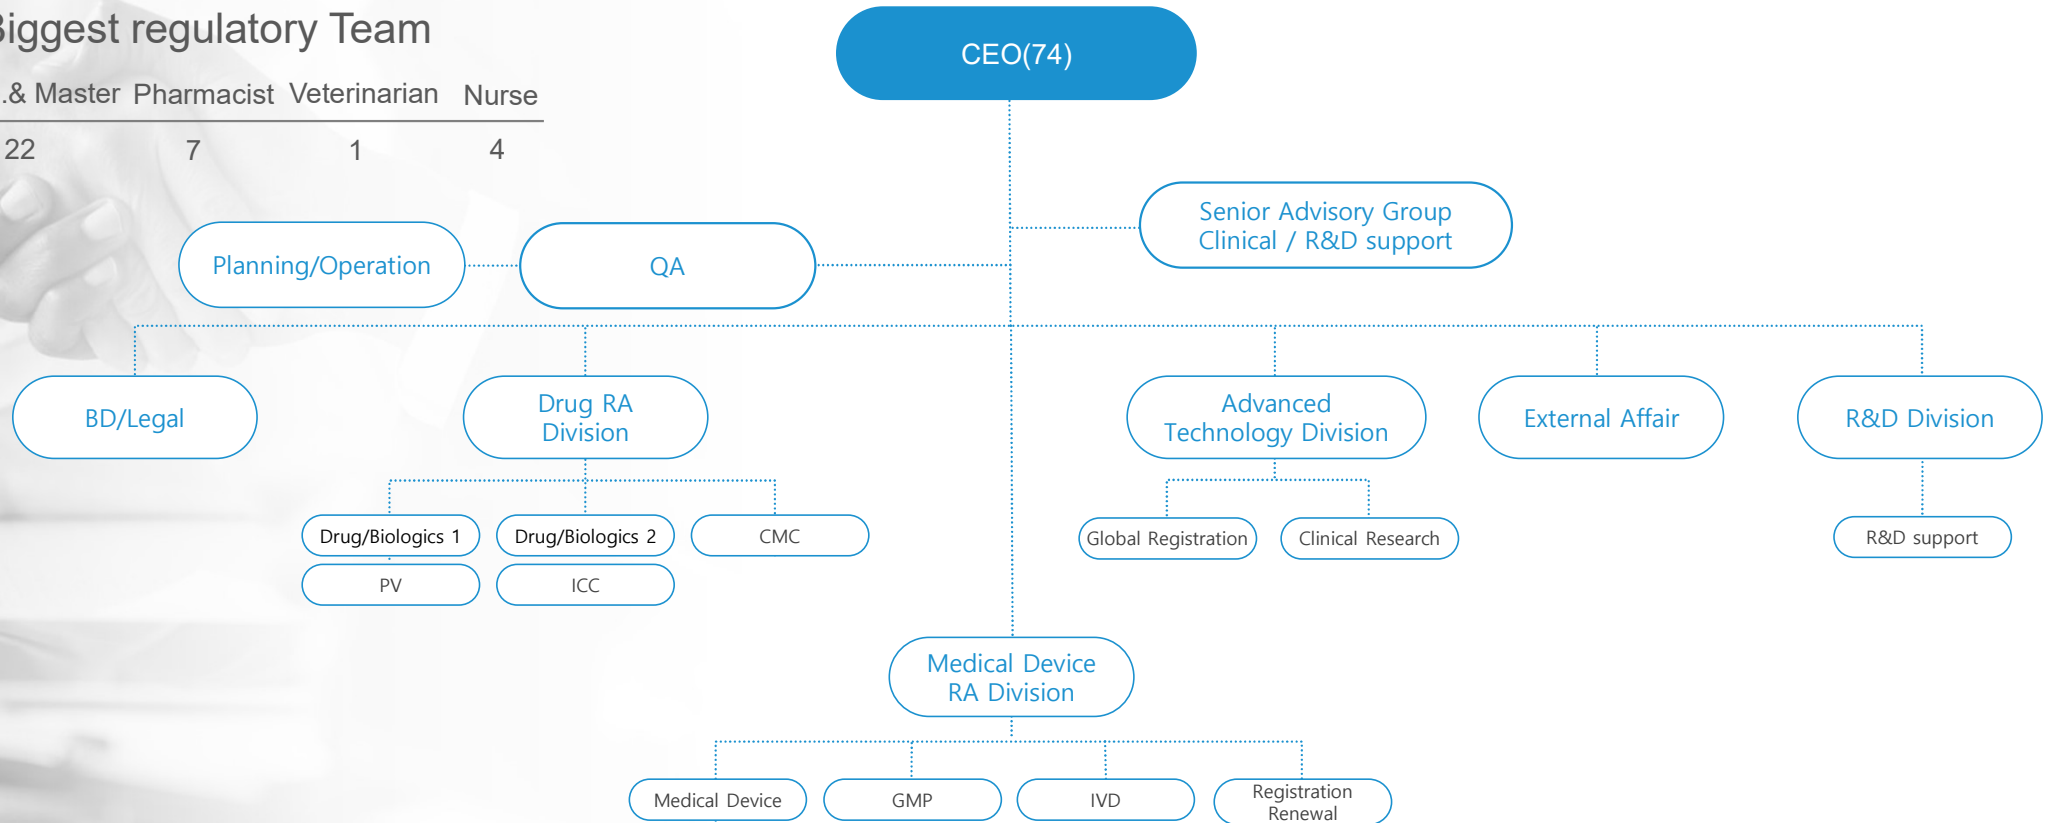 Biggest regulatory Team
.& Master Pharmacist Veterinarian Nurse
22 7 1 4
CEO(74)
Senior Advisory Group
Clinical / R&D support
Planning/Operation
QA
BD/Legal
Drug RA
Division
Advanced
Technology Division
External Affair
R&D Division
Drug/Biologics 1
Drug/Biologics 2
CMC
Global Registration
Clinical Research
R&D support
PV
ICC
Medical Device
RA Division
Medical Device
GMP
IVD
Registration
Renewal